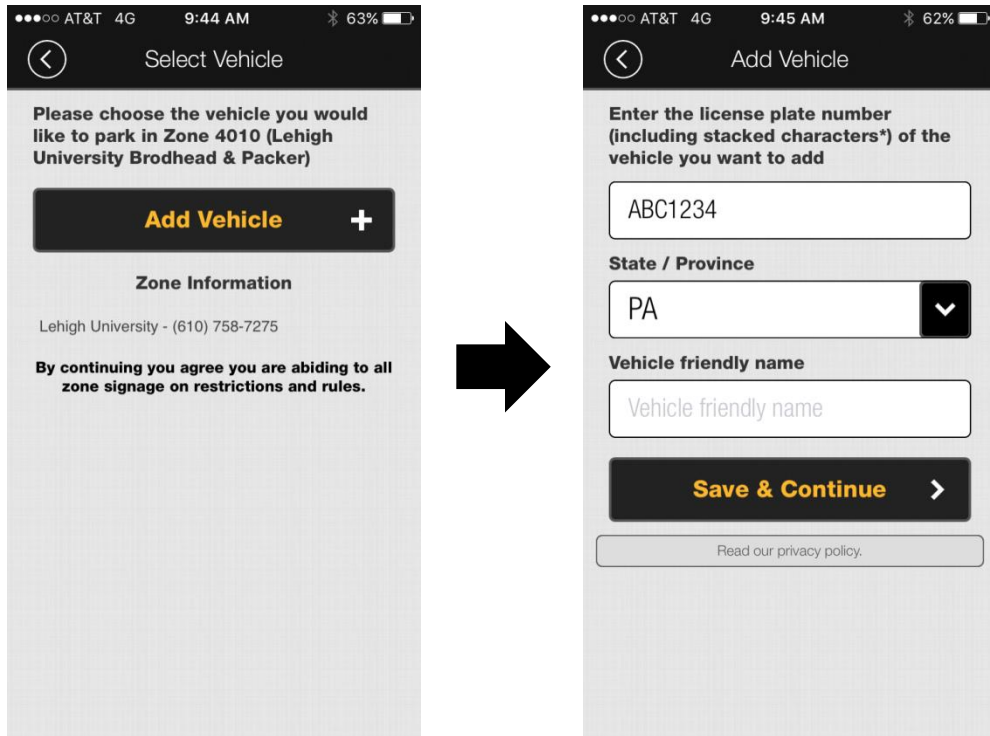 AT&T 4G 9:44 AM 63%
Select Vehicle
Please choose the vehicle you would
like to park in Zone 4010 (Lehigh
University Brodhead & Packer)
Add Vehicle +
Zone Information
Lehigh University - (610) 758-7275
By continuing you agree you are abiding to all
zone signage on restrictions and rules.
AT&T 4G 9:45 AM 62%
Add Vehicle
Enter the license plate number
(including stacked characters*) of the
vehicle you want to add
ABC1234
State / Province
PA
Vehicle friendly name
Vehicle friendly name
Save & Continue
Read our privacy policy.